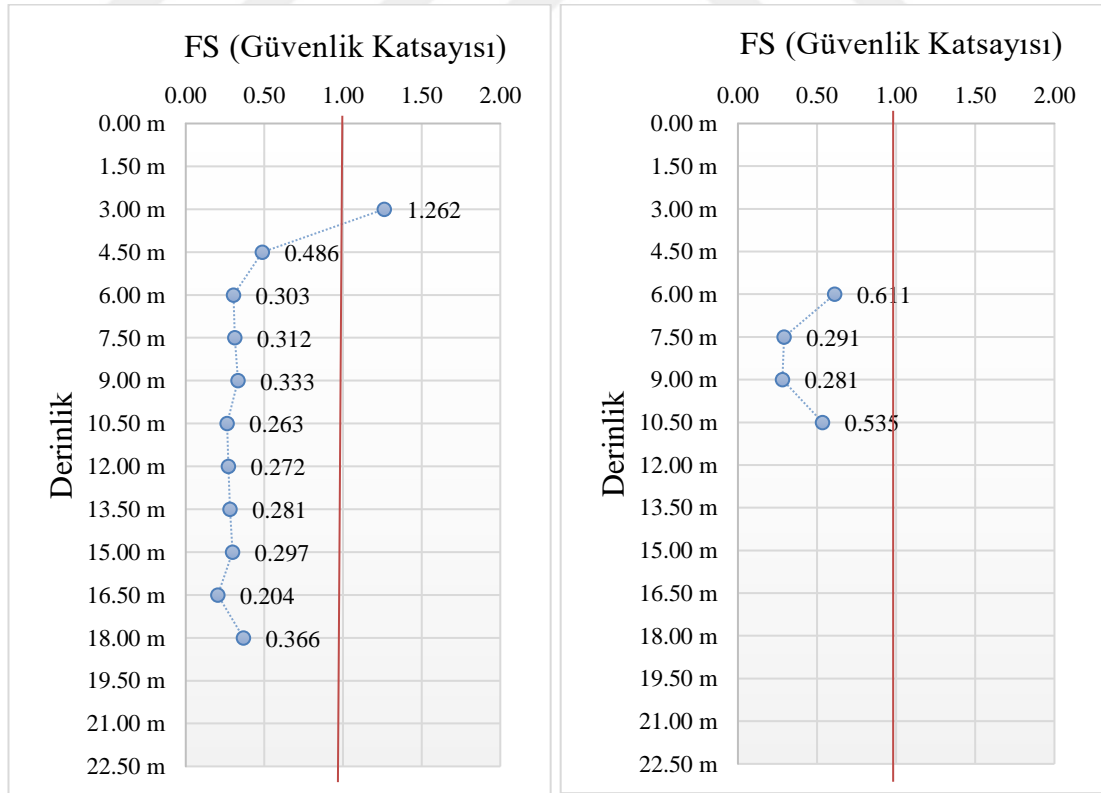 FS (Güvenlik Katsayısı)
0.00 0.50 1.00 1.50 2.00
0.00 m
1.50 m
3.00 m
4.50 m
6.00 m
7.50 m
9.00 m
10.50 m
12.00 m
13.50 m
15.00 m
16.50 m
18.00 m
19.50 m
21.00 m
22.50 m
Derinlik
1.262
0.486
0.303
0.312
0.333
0.263
0.272
0.281
0.297
0.204
0.366
FS (Güvenlik Katsayısı)
0.00 0.50 1.00 1.50 2.00
0.00 m
1.50 m
3.00 m
4.50 m
6.00 m
7.50 m
9.00 m
10.50 m
12.00 m
13.50 m
15.00 m
16.50 m
18.00 m
19.50 m
21.00 m
22.50 m
Derinlik
0.611
0.291
0.281
0.535